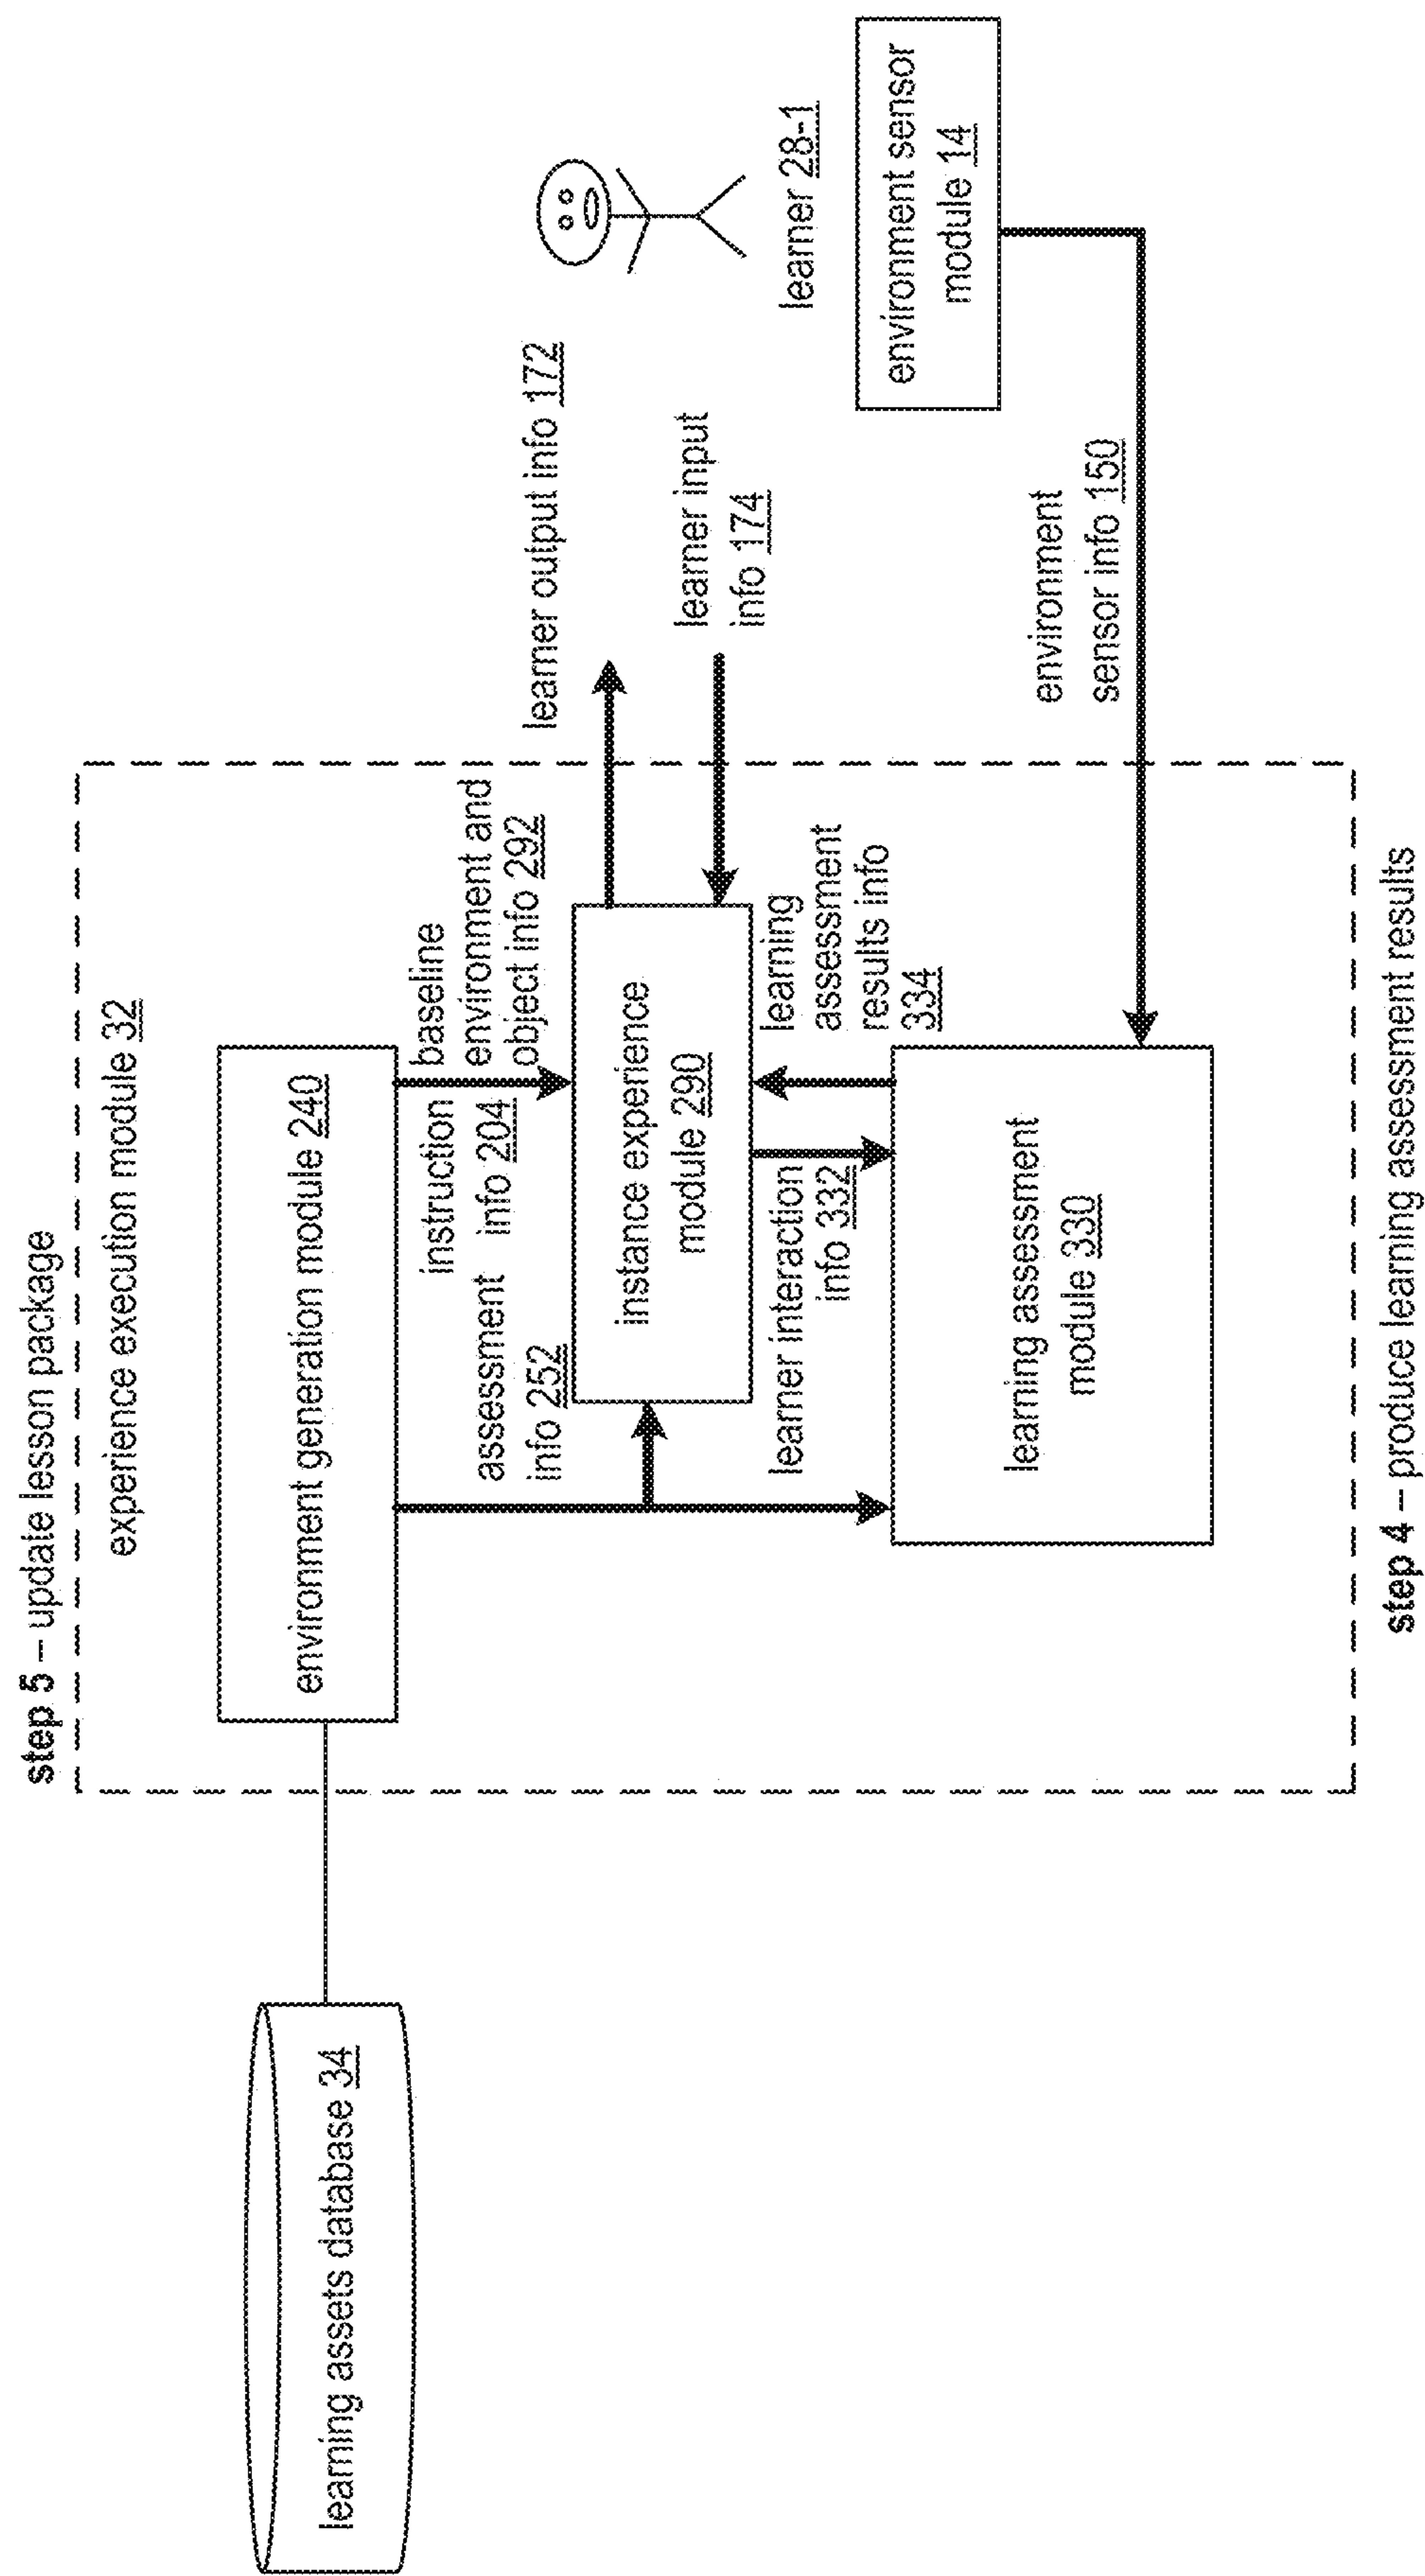 step 5 – update lesson package
experience execution module 32
learning assets database 34
environment generation module 240
baseline
environment and
object info 292
instruction
info 204
assessment
info 252
instance experience
module 290
learner output info 172
learner input
info 174
learner 28-1
learner interaction
info 332
learning
assessment
results info
334
learning assessment
module 330
environment sensor
module 14
environment
sensor info 150
step 4 – produce learning assessment results